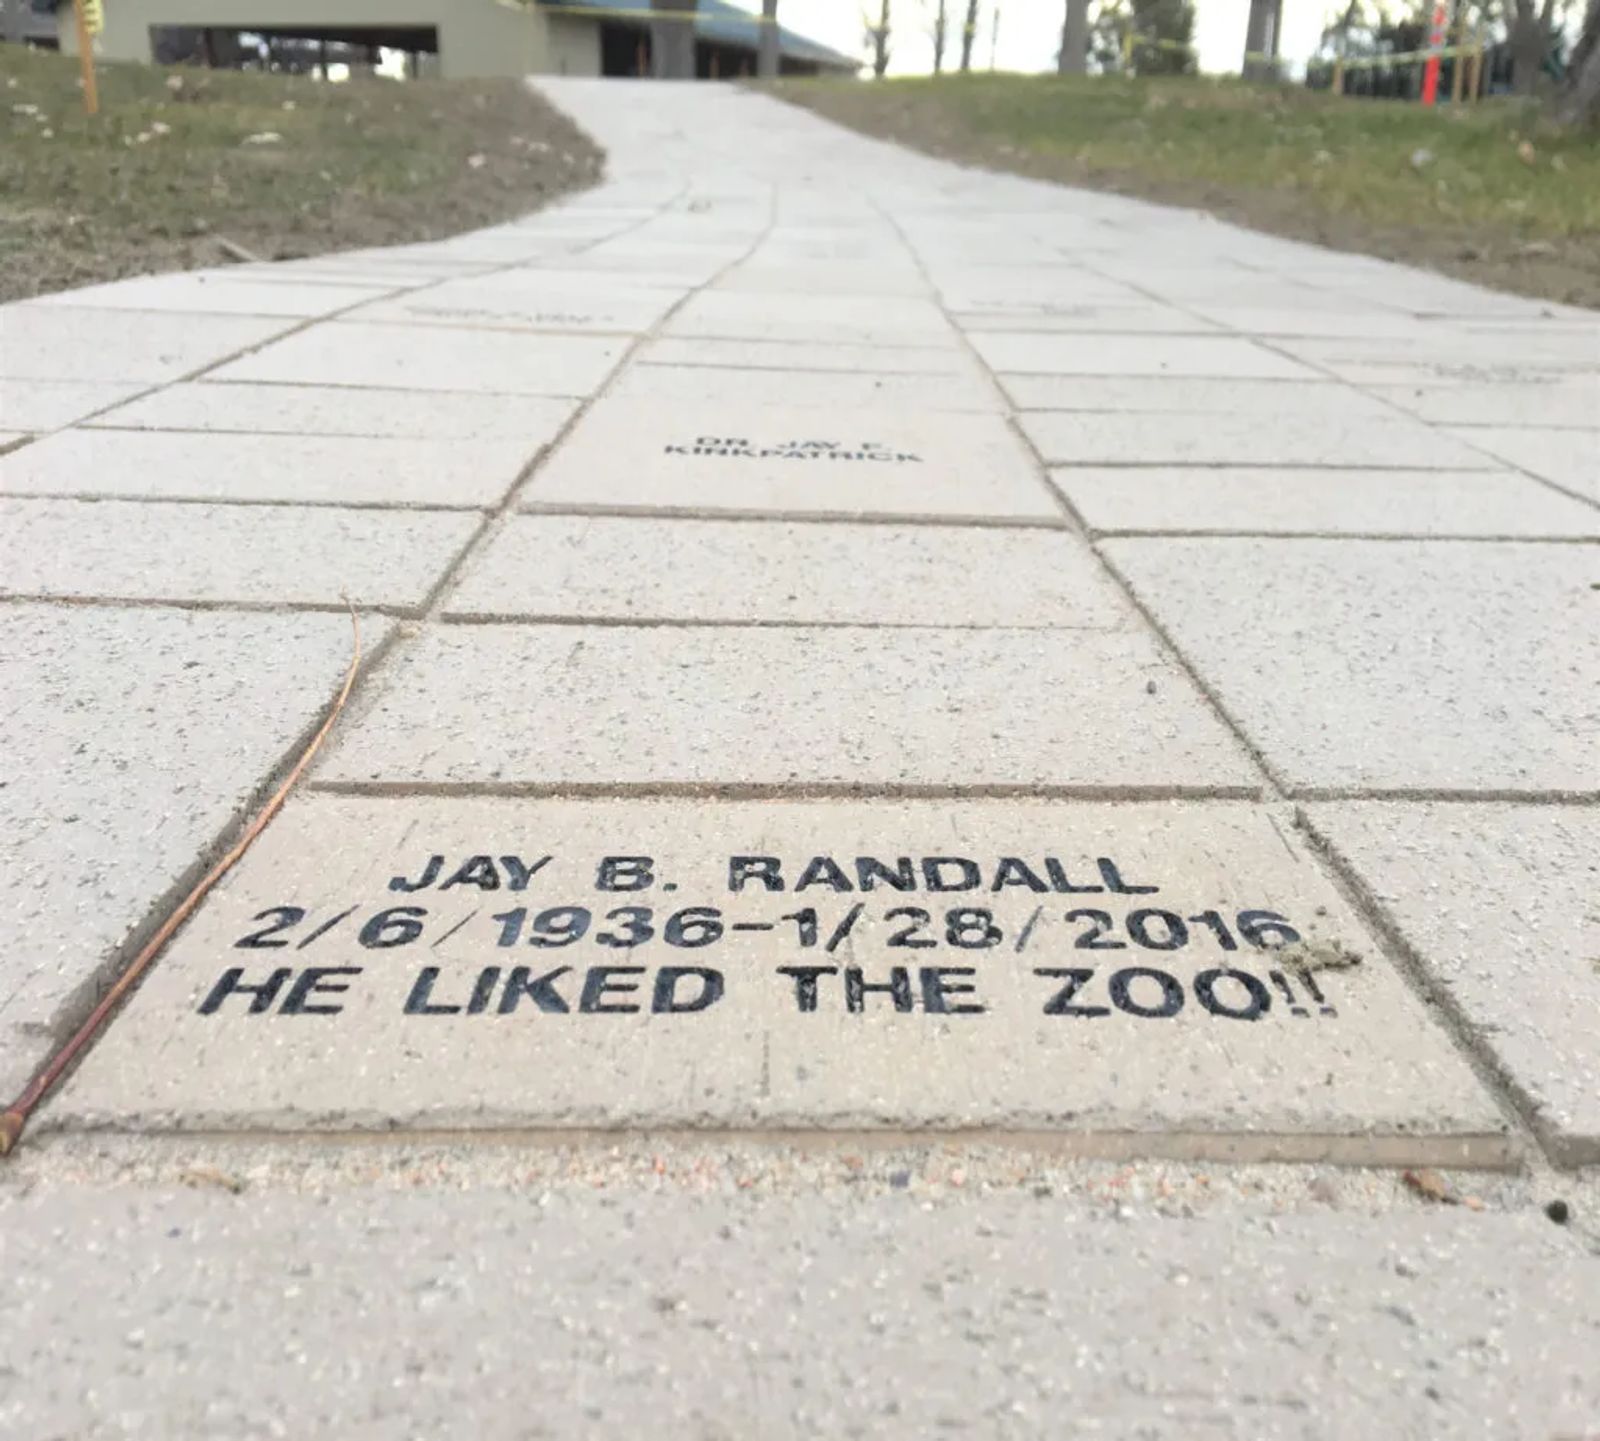 DR. JAY F.
KIRKPATRICK
JAY B. RANDALL
2/6/1936-1/28/2016
HE LIKED THE ZOO!!